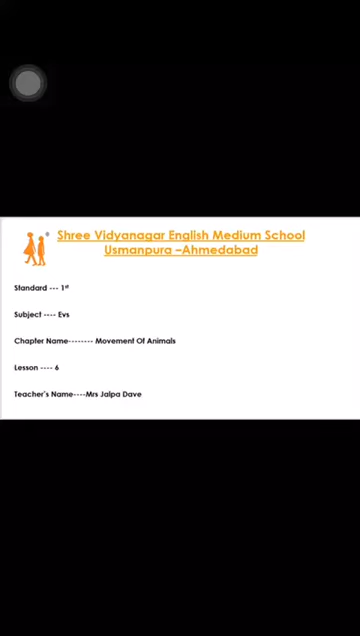 Shree Vidyanagar English Medium School
Usmanpura –Ahmedabad
Standard --- 1st
Subject ---- Evs
Chapter Name-------- Movement Of Animals
Lesson ---- 6
Teacher's Name----Mrs Jalpa Dave